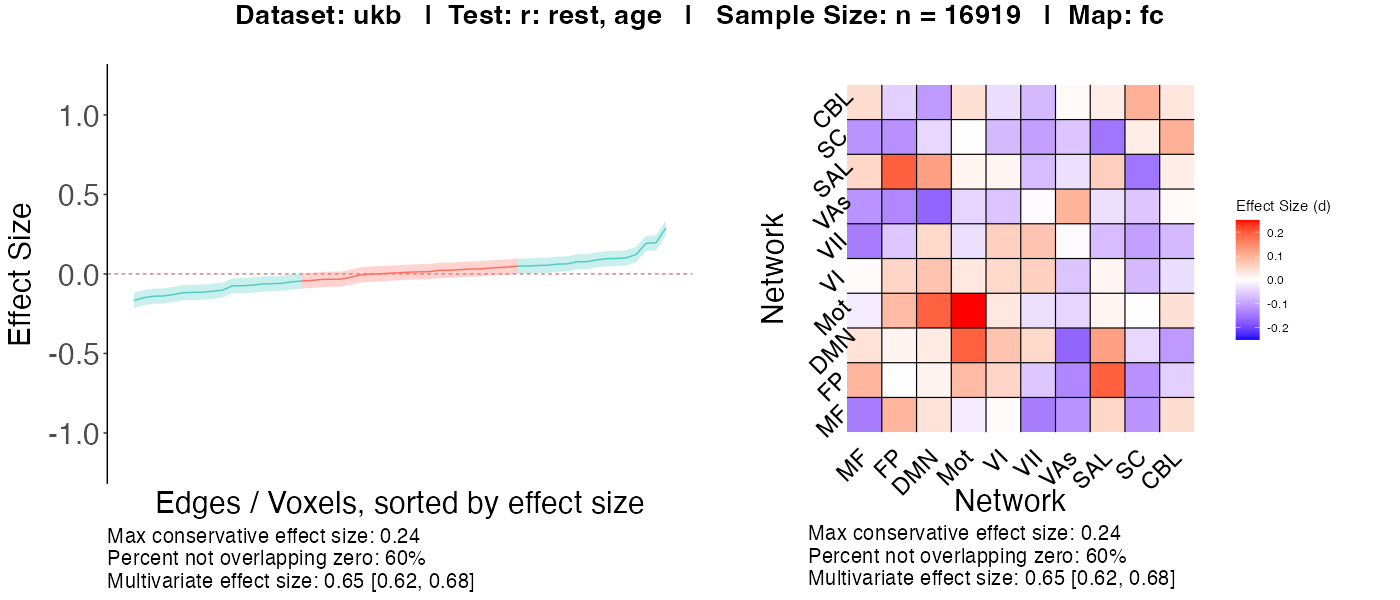 Dataset: ukb | Test: r: rest, age | Sample Size: n = 16919 | Map: fc
Effect Size
1.0
0.5
0.0
-0.5
-1.0
Edges / Voxels, sorted by effect size
Max conservative effect size: 0.24
Percent not overlapping zero: 60%
Multivariate effect size: 0.65 [0.62, 0.68]
Network
CBL
SC
SAL
VAs
VII
VI
Mot
DMN
FP
MF
MF FP DMN Mot VI VII VAs SAL SC CBL
Network
Max conservative effect size: 0.24
Percent not overlapping zero: 60%
Multivariate effect size: 0.65 [0.62, 0.68]
Effect Size (d)
0.2
0.1
0.0
-0.1
-0.2